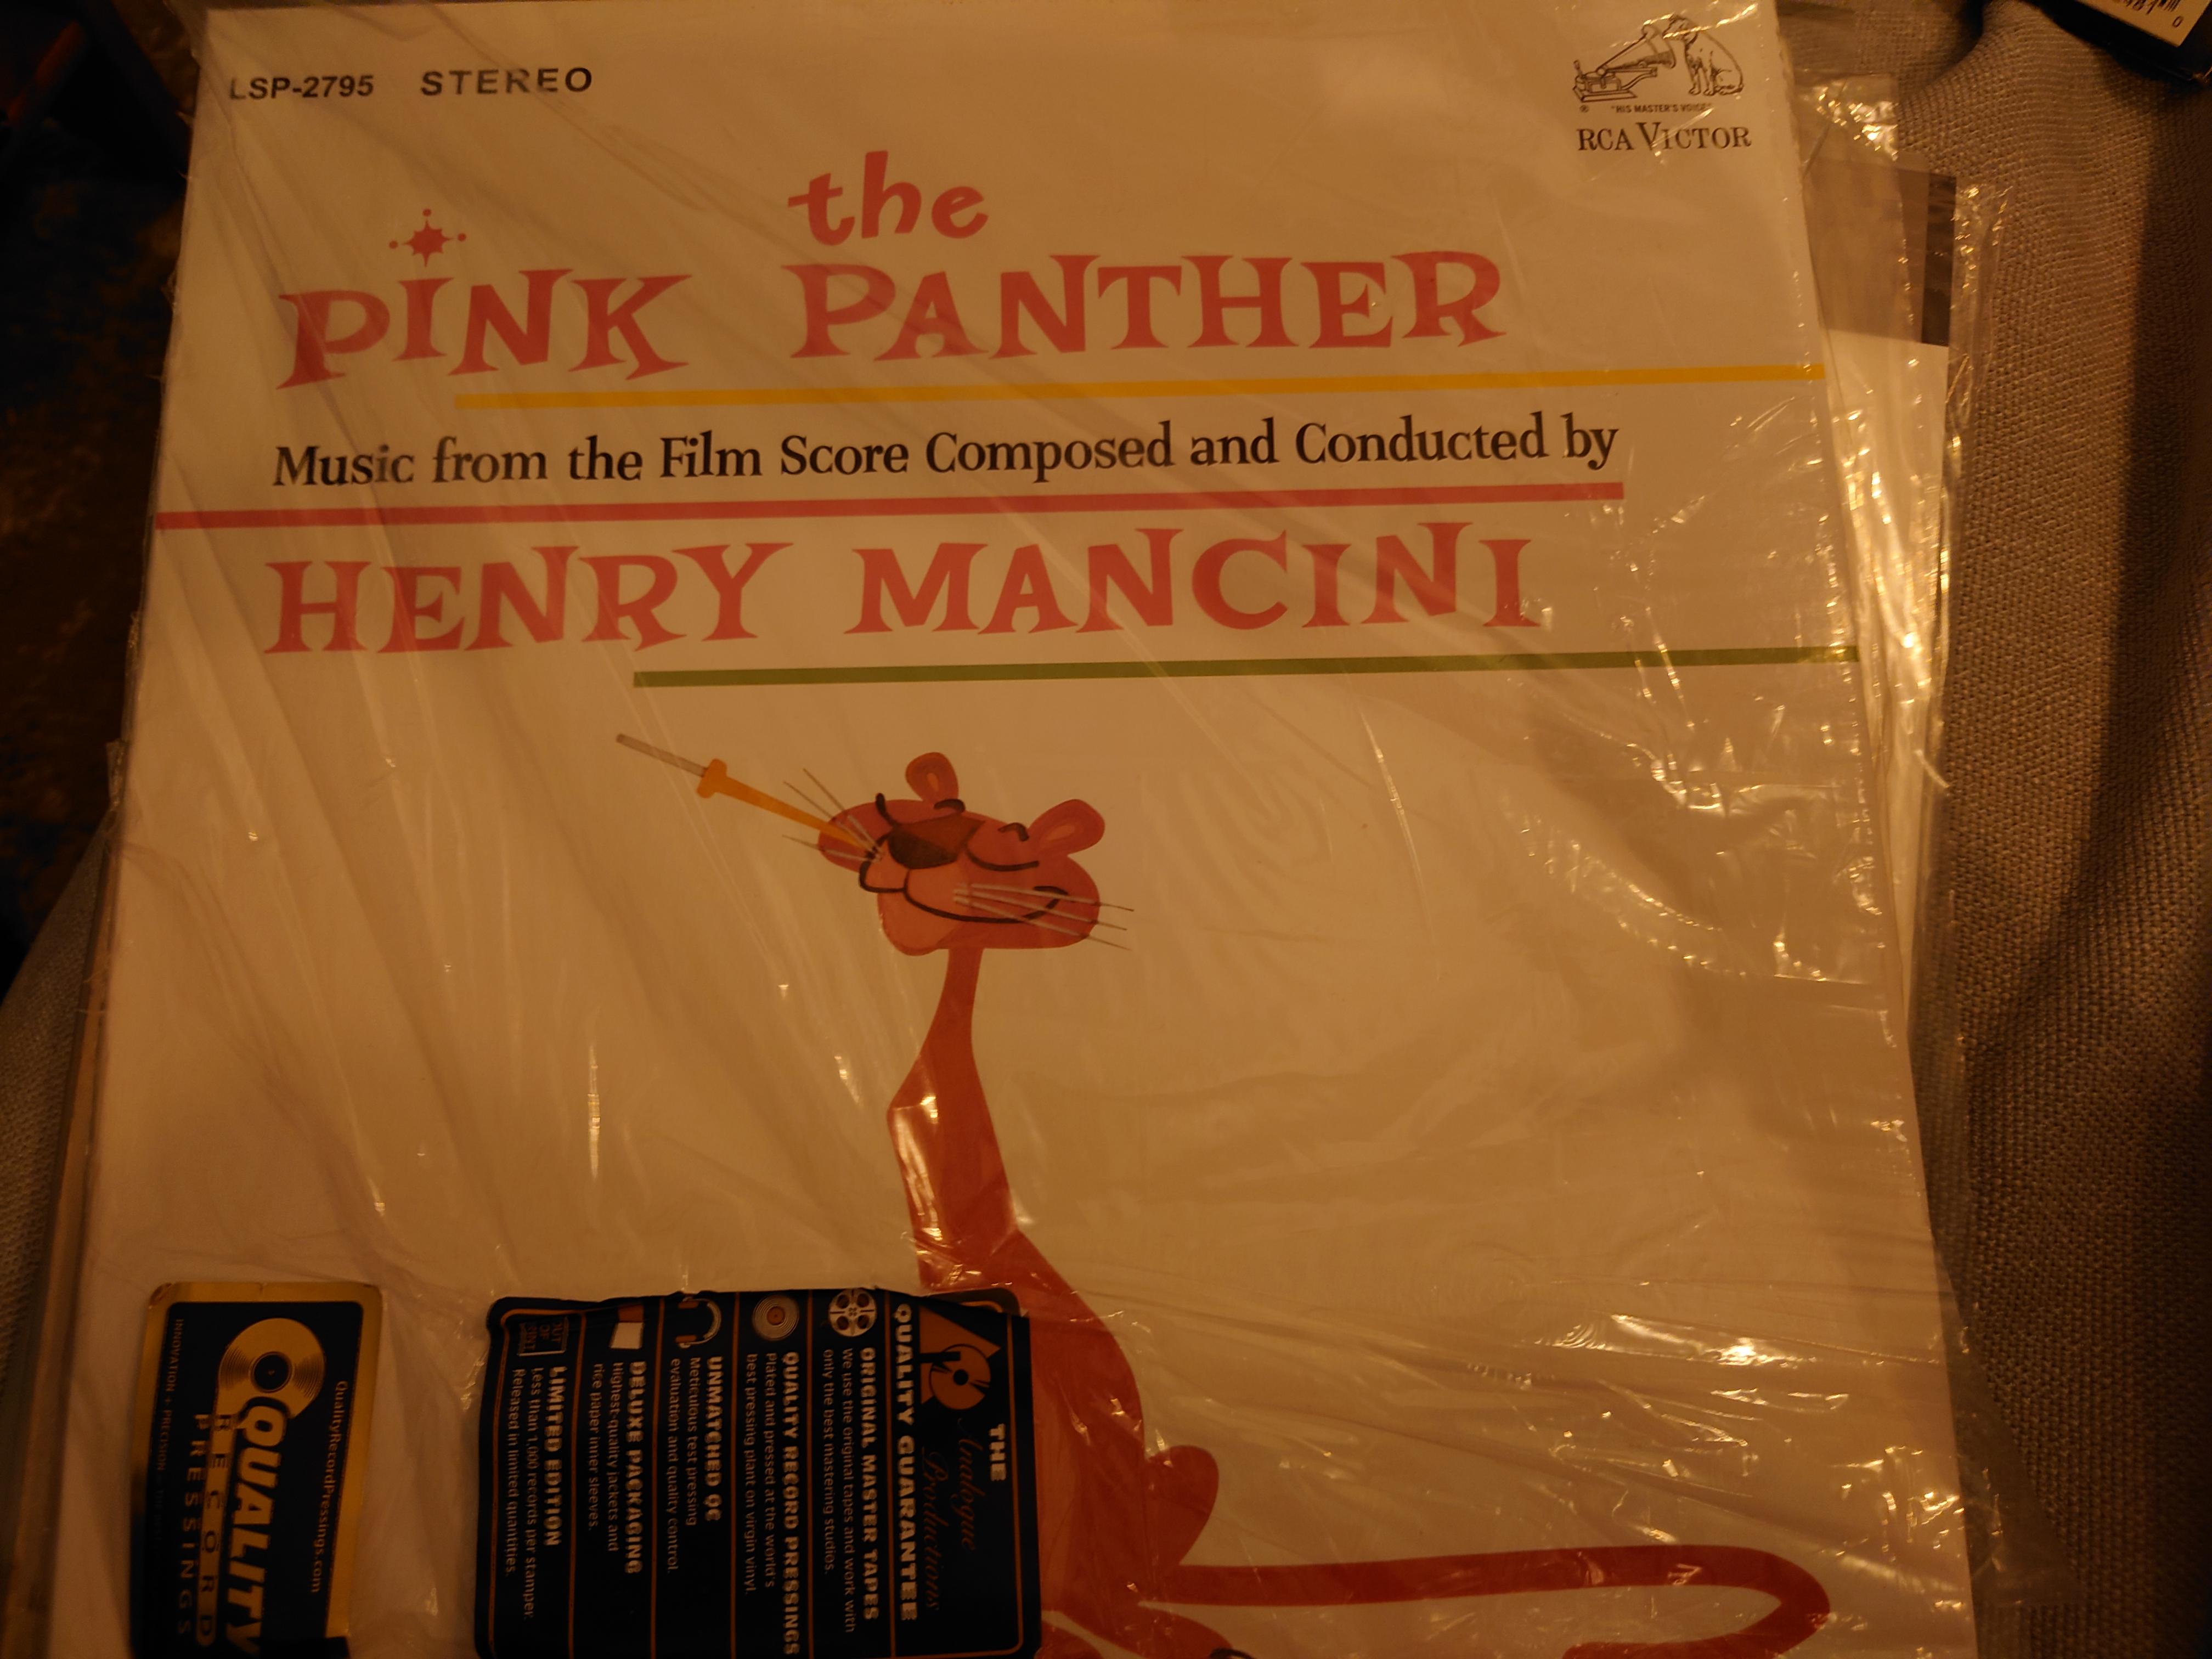 LSP-2795 STEREO
"HIS MASTER'S VOICE"
RCA VICTOR
the
PINK PANTHER
Music from the Film Score Composed and Conducted by
HENRY MANCINI
QualityRecordPressings.com
QUALITY
RECORD
PRESSINGS
THE
Analogue
Productions
QUALITY GUARANTEE
ORIGINAL MASTER TAPES
We use the original tapes and work with
only the best mastering studios.
QUALITY RECORD PRESSINGS
Plated and pressed at the world's
best pressing plant on virgin vinyl.
UNMATCHED QC
Meticulous test pressing
evaluation and quality control.
DELUXE PACKAGING
Highest-quality jackets and
rice paper inner sleeves.
LIMITED EDITION
Less than 1,000 records per stamper.
Released in limited quantities.